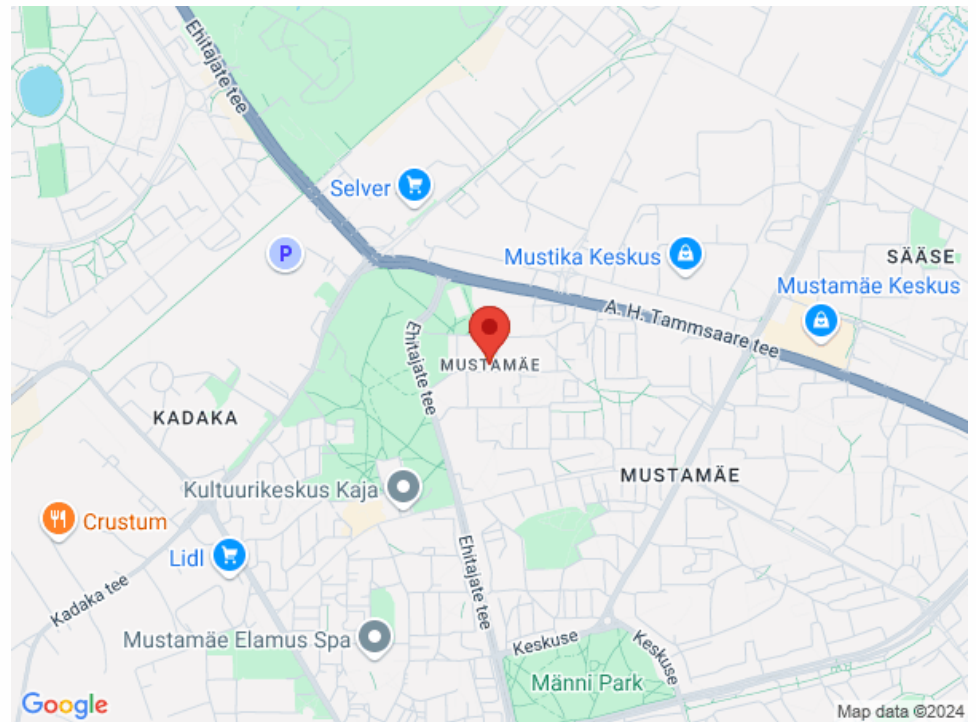 Ehitajate tee
Selver
P
Mustika Keskus
SÄÄSE
Mustamäe Keskus
A. H. Tammsaare tee
MUSTAMÄE
Ehitajate tee
KADAKA
MUSTAMÄE
Kultuurikeskus Kaja
Crustum
Lidl
Ehitajate tee
Kadaka tee
Mustamäe Elamus Spa
Keskuse
Keskuse
Männi Park
Google
Map data ©2024